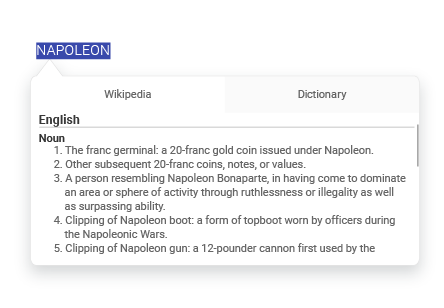 NAPOLEON
Wikipedia Dictionary
English
Noun
1. The franc germinal: a 20-franc gold coin issued under Napoleon.
2. Other subsequent 20-franc coins, notes, or values.
3. A person resembling Napoleon Bonaparte, in having come to dominate
an area or sphere of activity through ruthlessness or illegality as well
as surpassing ability.
4. Clipping of Napoleon boot: a form of topboot worn by officers during
the Napoleonic Wars.
5. Clipping of Napoleon gun: a 12-pounder cannon first used by the